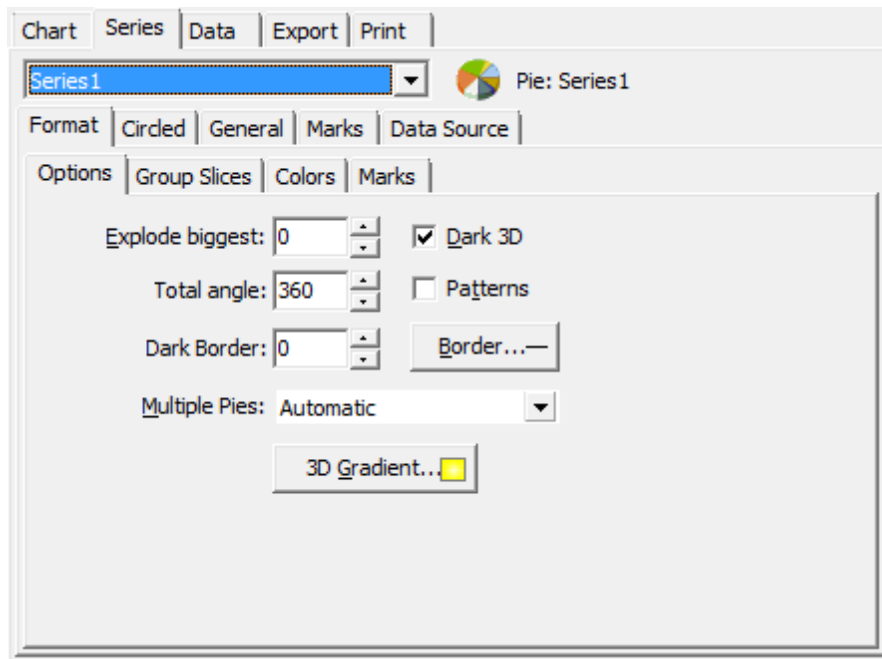 Chart Series Data Export Print
Series1 Pie: Series1
Format Circled General Marks Data Source
Options Group Slices Colors Marks
Explode biggest: 0 Dark 3D
Total angle: 360 Patterns
Dark Border: 0 Border...
Multiple Pies: Automatic
3D Gradient...